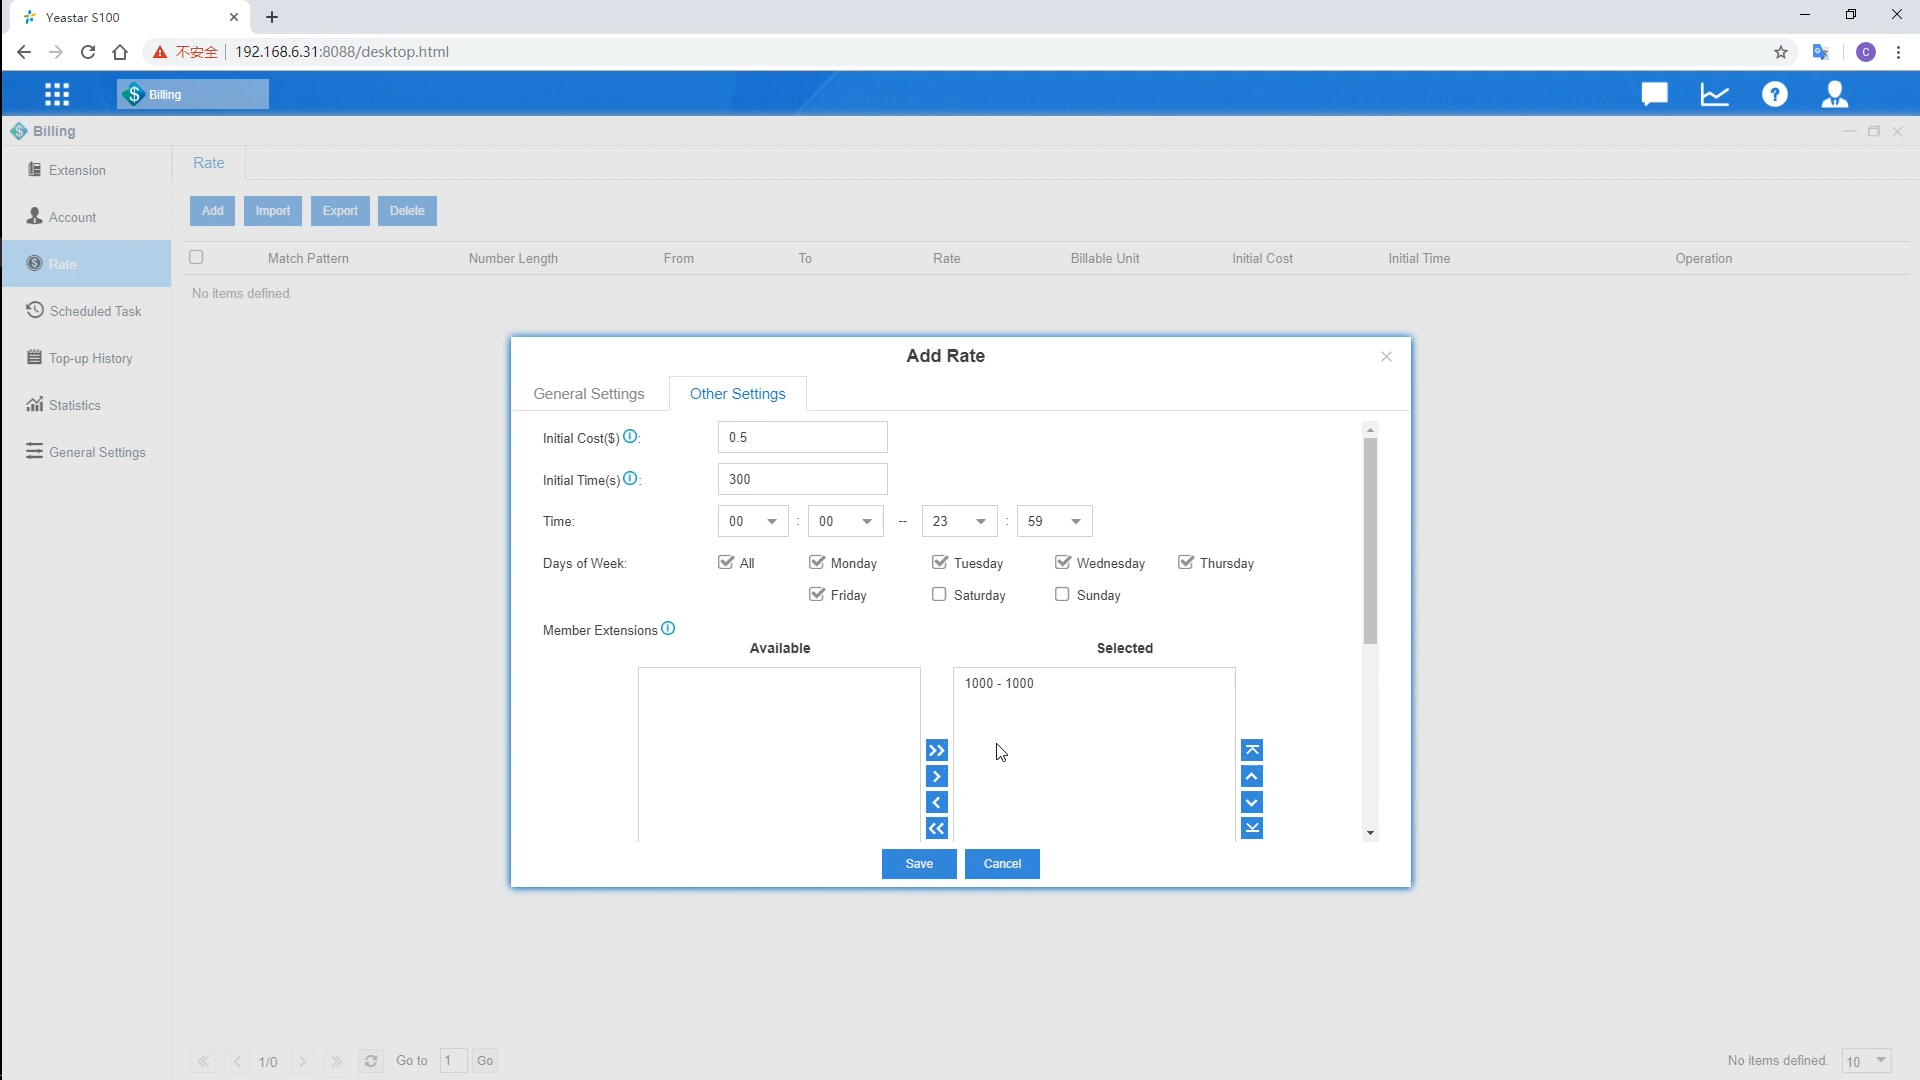 Yeastar S100
不安全 192.168.6.31:8088/desktop.html
C
Billing
Billing
Extension
Account
Rate
Scheduled Task
Top-up History
Statistics
General Settings
Rate
Add Import Export Delete
Match Pattern Number Length From To Rate Billable Unit Initial Cost Initial Time Operation
No items defined.
Add Rate
General Settings Other Settings
Initial Cost($) : 0.5
Initial Time(s) : 300
Time: 00 : 00 -- 23 : 59
Days of Week: All Monday Tuesday Wednesday Thursday
Friday Saturday Sunday
Member Extensions
Available Selected
1000 - 1000
Save Cancel
1/0 Go to 1 Go No items defined. 10